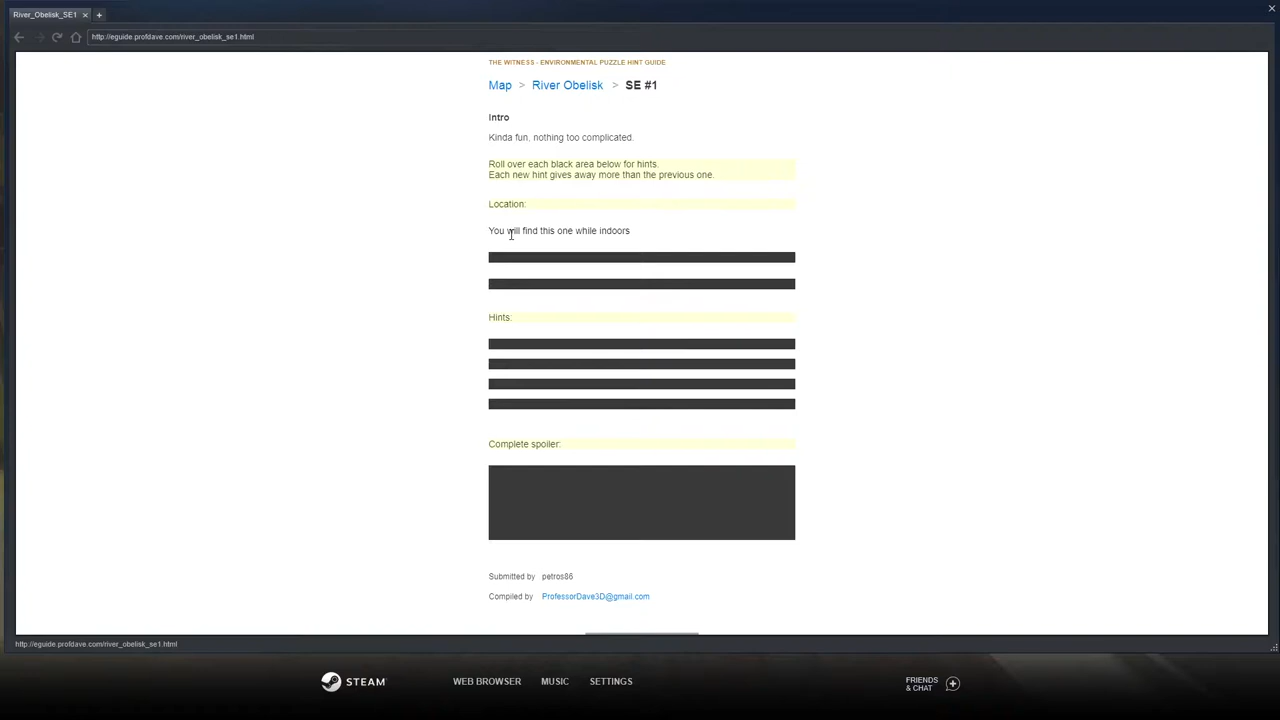 River_Obelisk_SE1
http://eguide.profdave.com/river_obelisk_se1.html
THE WITNESS - ENVIRONMENTAL PUZZLE HINT GUIDE
Map > River Obelisk > SE #1
Intro
Kinda fun, nothing too complicated.
Roll over each black area below for hints.
Each new hint gives away more than the previous one.
Location:
You will find this one while indoors
Hints:
Complete spoiler:
Submitted by petros86
Compiled by ProfessorDave3D@gmail.com
http://eguide.profdave.com/river_obelisk_se1.html
STEAM
WEB BROWSER MUSIC SETTINGS
FRIENDS
& CHAT